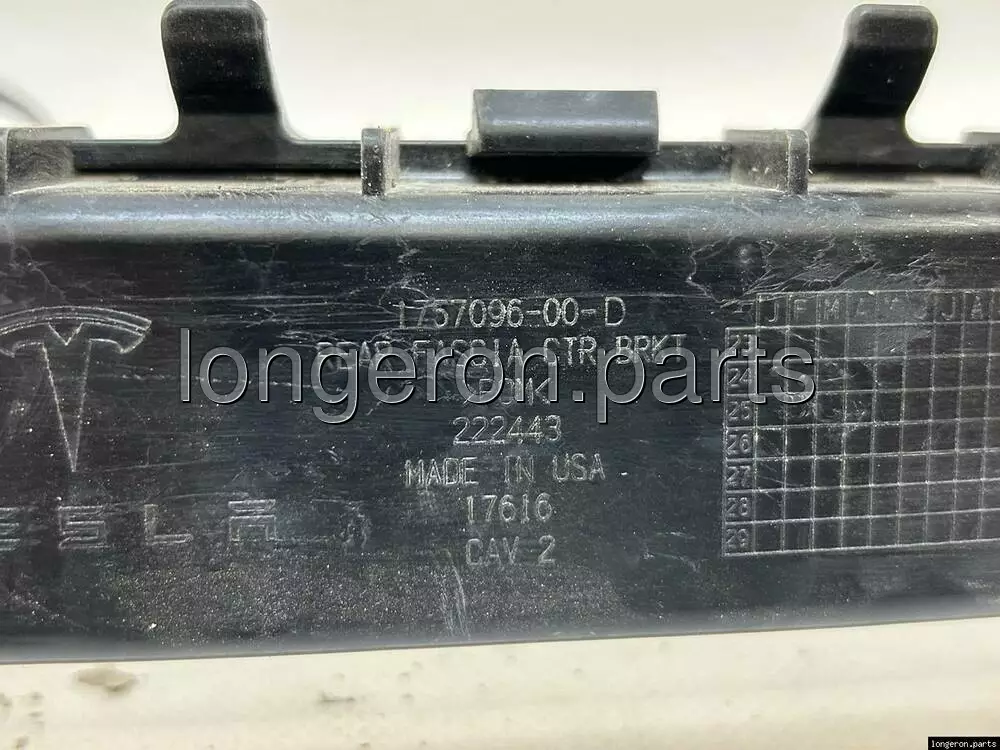 1757096-00-D
REAR FASCIA CTR BRKT
longeron.parts
222443
MADE IN USA
17616
CAV 2
ESLA
J F M A M J J A
23
24
25
26
27
28
29
longeron.parts